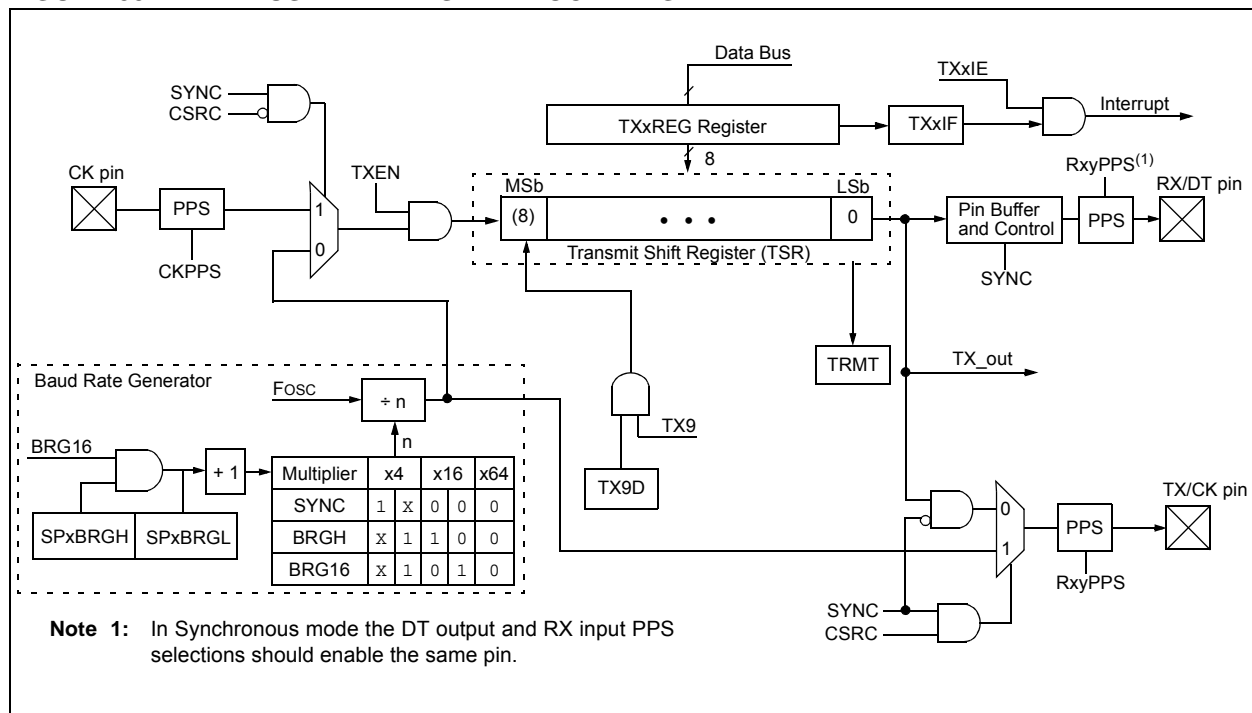 Data Bus
TXxIE
Interrupt
SYNC
CSRC
TXxREG Register
TXxIF
8
CK pin
TXEN
RxyPPS(1)
RX/DT pin
MSb
LSb
PPS
1
0
(8)
• • •
0
Pin Buffer
and Control
PPS
Transmit Shift Register (TSR)
CKPPS
SYNC
TRMT
TX_out
Baud Rate Generator
FOSC
÷ n
n
TX9
TX9D
BRG16
+ 1
SPxBRGH SPxBRGL
Multiplier x4 x16 x64
SYNC 1 X 0 0 0
BRGH X 1 1 0 0
BRG16 X 1 0 1 0
TX/CK pin
0
1
PPS
RxyPPS
SYNC
CSRC
Note 1: In Synchronous mode the DT output and RX input PPS
selections should enable the same pin.